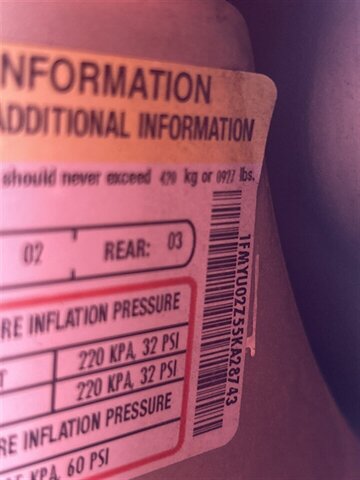 NFORMATION
ADDITIONAL INFORMATION
should never exceed 420 kg or 0927 lbs.
02 REAR: 03
RE INFLATION PRESSURE
T 220 KPA, 32 PSI
220 KPA, 32 PSI
RE INFLATION PRESSURE
KPA, 60 PSI
1FMYU02Z55KA28743